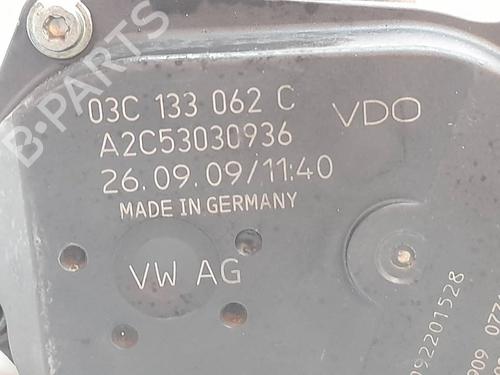 03C 133 062 C
VDO
A2C53030936
26.09.09/11:40
MADE IN GERMANY
VW AG
B-PARTS